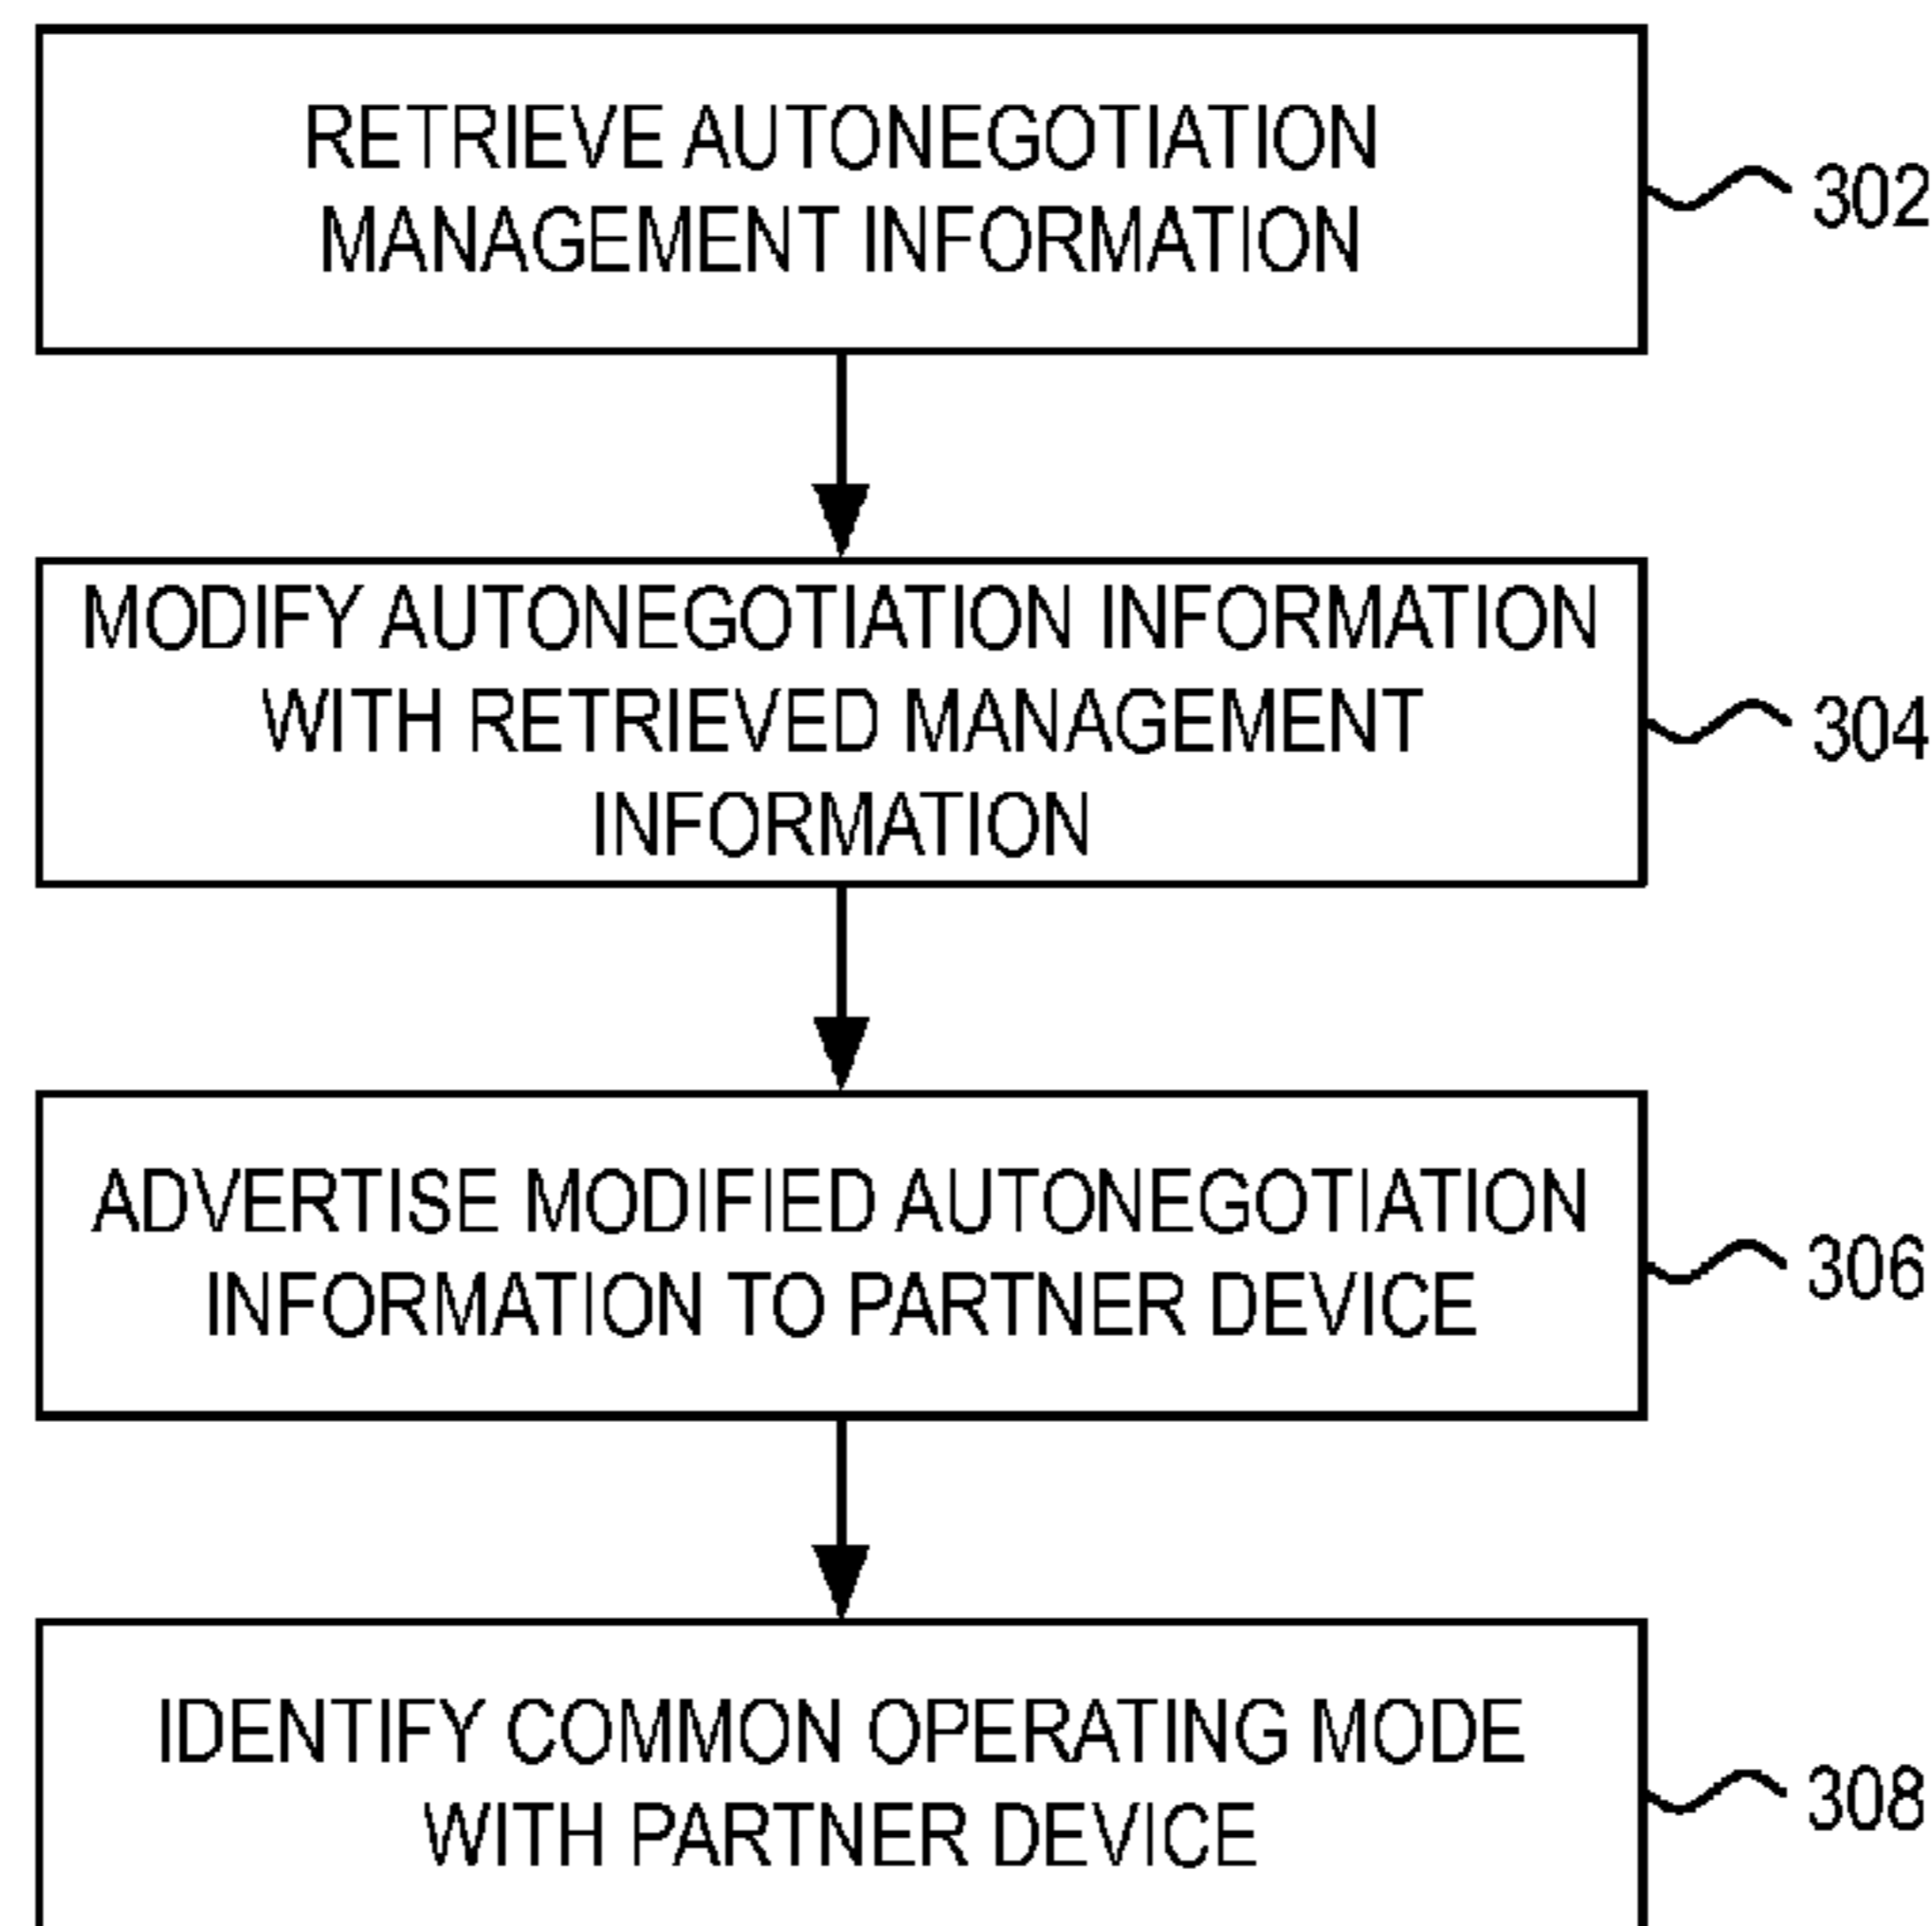 RETRIEVE AUTONEGOTIATION
MANAGEMENT INFORMATION
302
MODIFY AUTONEGOTIATION INFORMATION
WITH RETRIEVED MANAGEMENT
INFORMATION
304
ADVERTISE MODIFIED AUTONEGOTIATION
INFORMATION TO PARTNER DEVICE
306
IDENTIFY COMMON OPERATING MODE
WITH PARTNER DEVICE
308